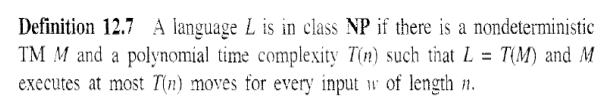 Definition 12.7 A language L is in class NP if there is a nondeterministic
TM M and a polynomial time complexity T(n) such that L = T(M) and M
executes at most T(n) moves for every input w of length n.